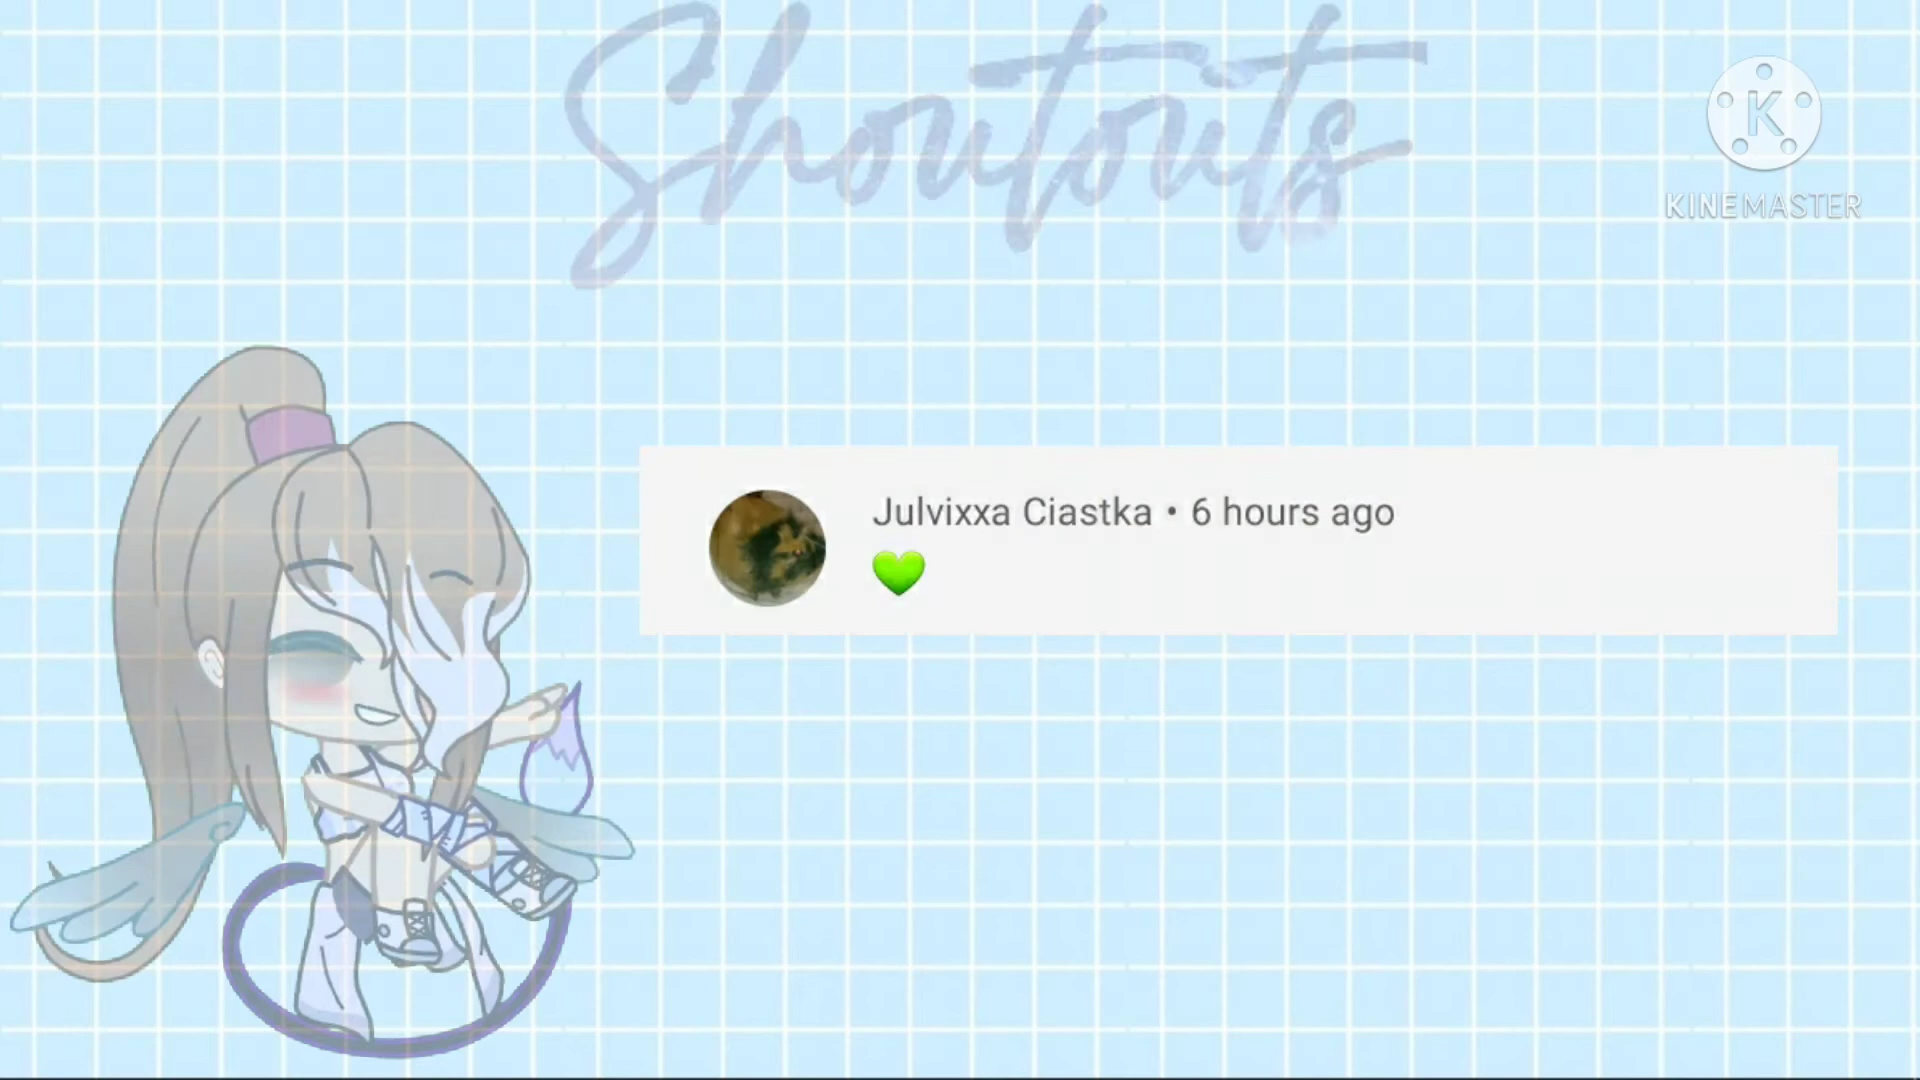 Shoutouts
K
KINEMASTER
Julvixxa Ciastka • 6 hours ago
💚